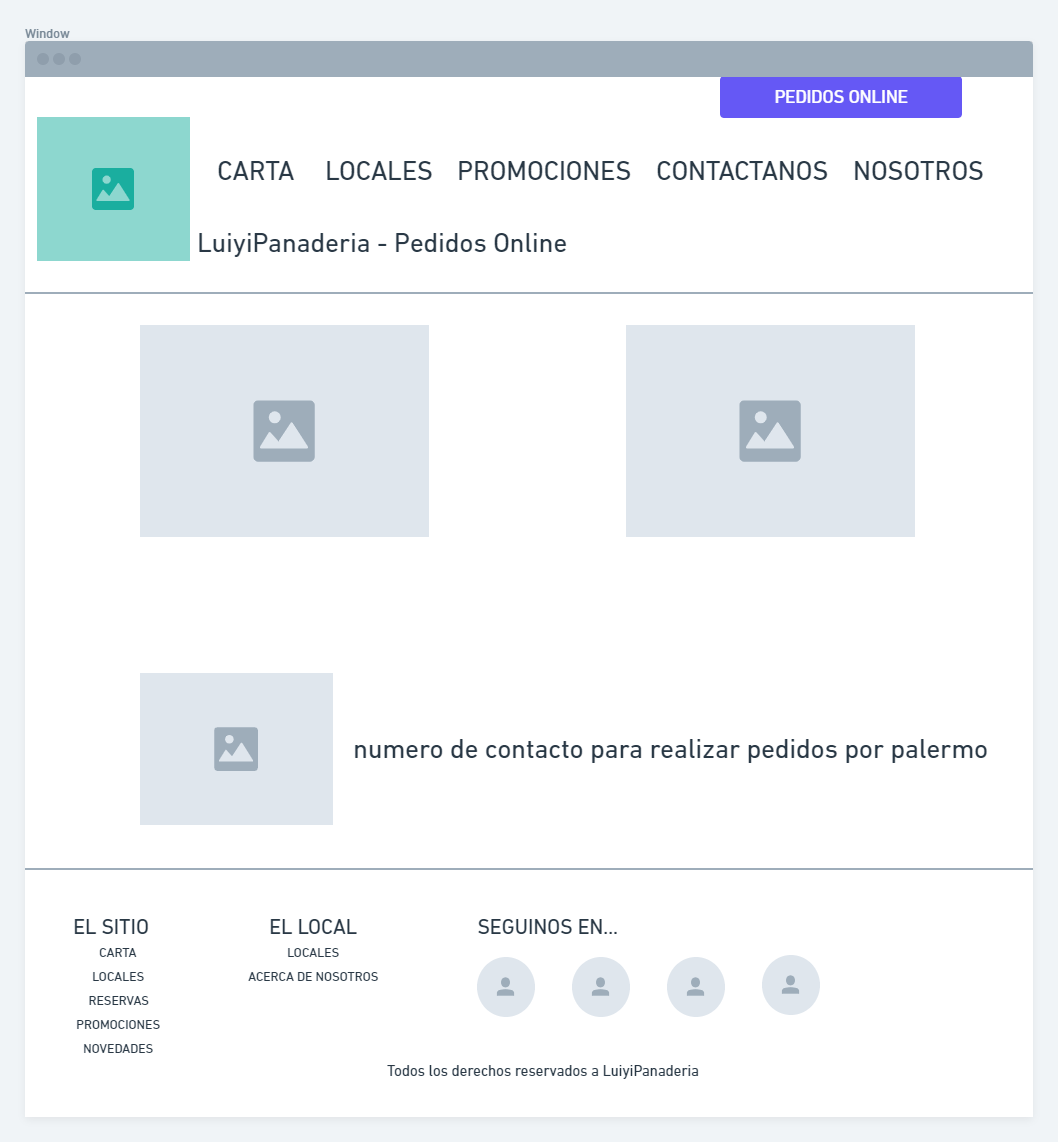 Window
PEDIDOS ONLINE
CARTA LOCALES PROMOCIONES CONTACTANOS NOSOTROS
LuiyiPanaderia - Pedidos Online
numero de contacto para realizar pedidos por palermo
EL SITIO
CARTA
LOCALES
RESERVAS
PROMOCIONES
NOVEDADES
EL LOCAL
LOCALES
ACERCA DE NOSOTROS
SEGUINOS EN...
Todos los derechos reservados a LuiyiPanaderia